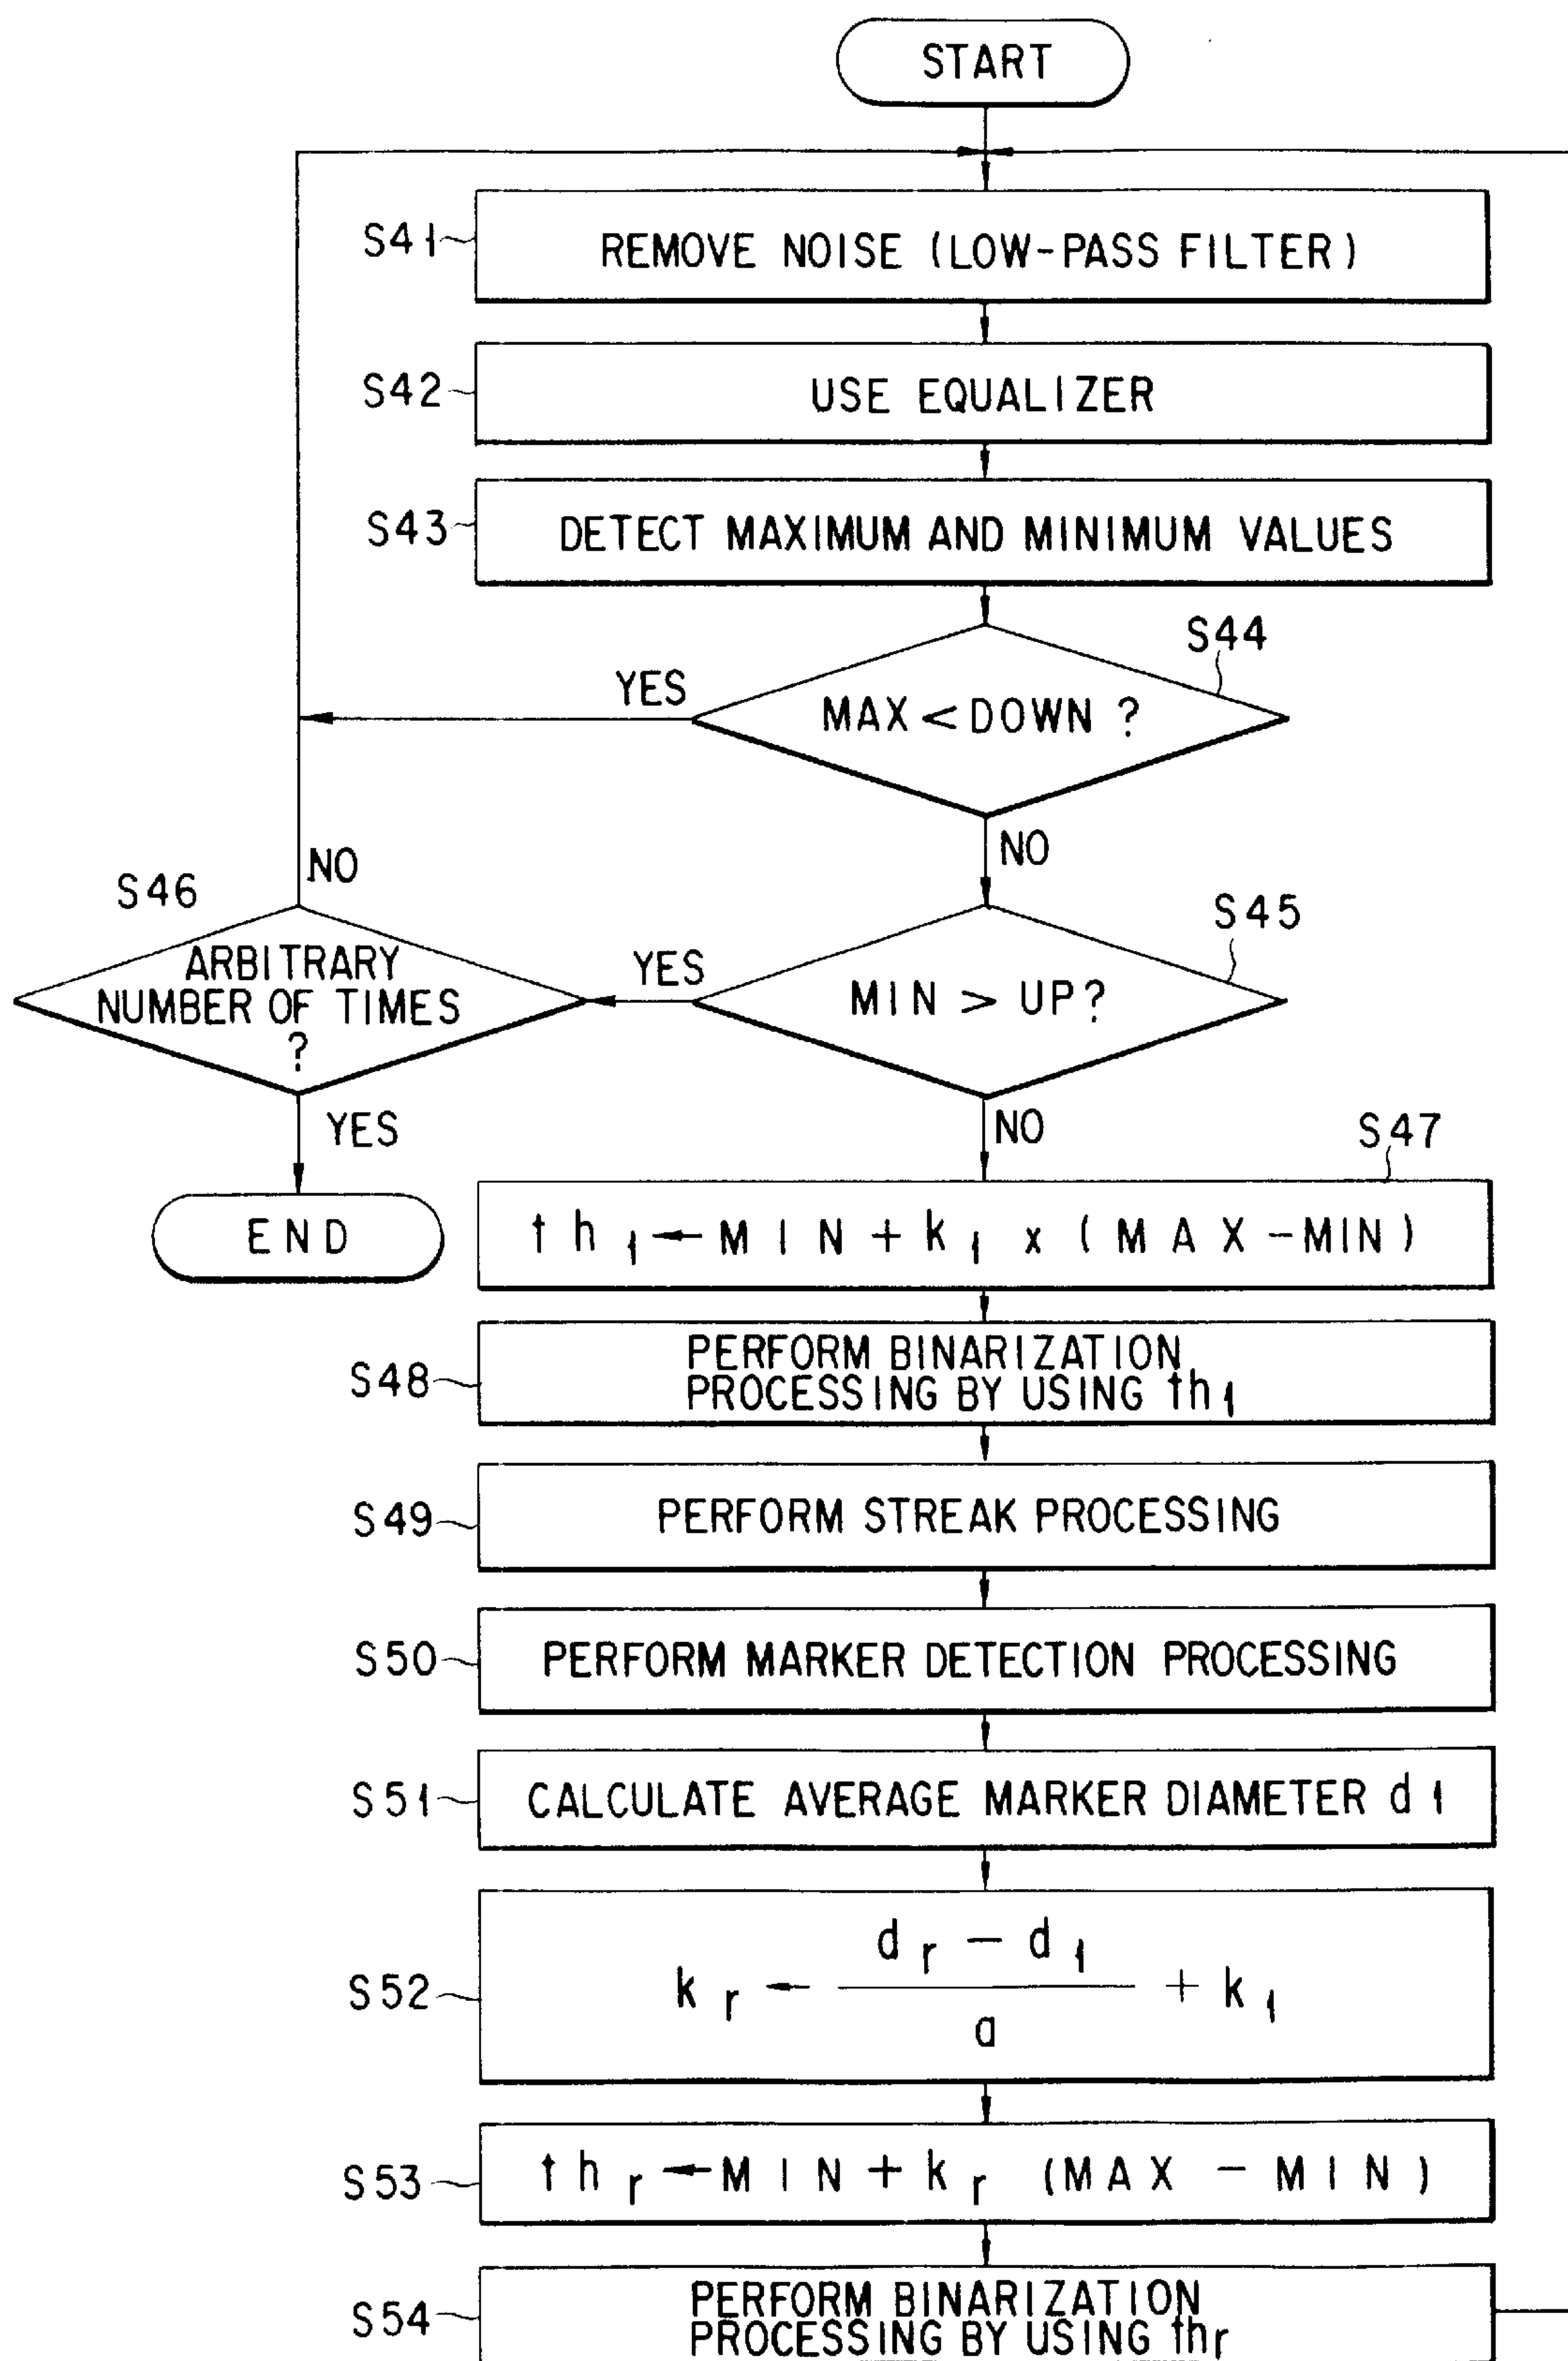 START
S41
REMOVE NOISE (LOW-PASS FILTER)
S42
USE EQUALIZER
S43
DETECT MAXIMUM AND MINIMUM VALUES
S44
YES
MAX < DOWN ?
NO
NO
S46
S45
ARBITRARY
NUMBER OF TIMES
?
YES
MIN > UP?
YES
NO
S47
END
th1 ← MIN + k1 x (MAX - MIN)
S48
PERFORM BINARIZATION
PROCESSING BY USING th1
S49
PERFORM STREAK PROCESSING
S50
PERFORM MARKER DETECTION PROCESSING
S51
CALCULATE AVERAGE MARKER DIAMETER d1
S52
kr ← (dr - d1) / a + k1
S53
thr ← MIN + kr (MAX - MIN)
S54
PERFORM BINARIZATION
PROCESSING BY USING thr